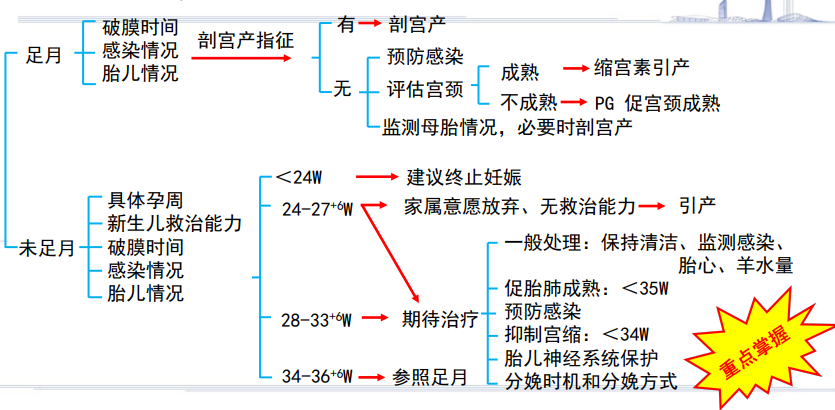 足月
破膜时间
感染情况
胎儿情况
剖宫产指征
有
剖宫产
无
预防感染
评估宫颈
成熟
缩宫素引产
不成熟
PG 促宫颈成熟
监测母胎情况，必要时剖宫产
未足月
具体孕周
新生儿救治能力
破膜时间
感染情况
胎儿情况
＜24W
建议终止妊娠
24-27+6W
家属意愿放弃、无救治能力
引产
28-33+6W
期待治疗
一般处理：保持清洁、监测感染、
胎心、羊水量
促胎肺成熟：＜35W
预防感染
抑制宫缩：＜34W
胎儿神经系统保护
分娩时机和分娩方式
34-36+6W
参照足月
重点掌握